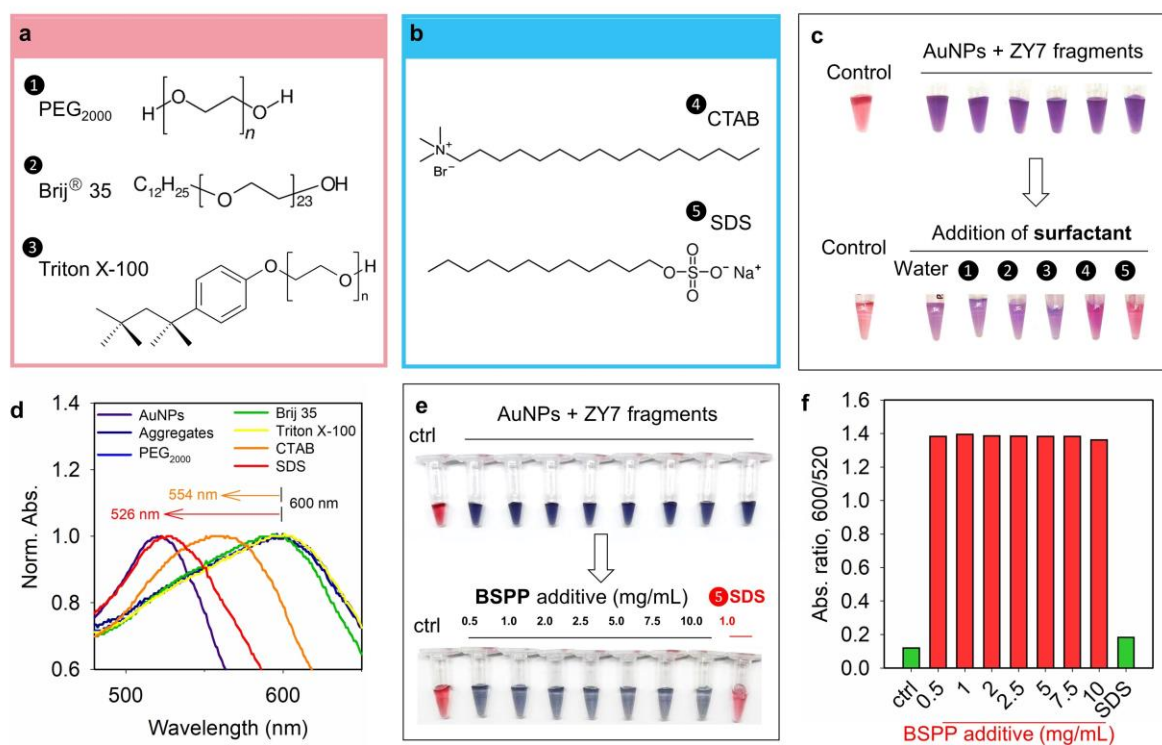 a
1
PEG2000
H
O
O
H
n
2
Brij® 35
C12H25
O
OH
23
3
Triton X-100
O
O
H
n
b
4
CTAB
N+
Br−
5
SDS
O
O
S
O− Na+
O
c
AuNPs + ZY7 fragments
Control
Addition of surfactant
Control
Water 1 2 3 4 5
d
AuNPs
Aggregates
PEG2000
Brij 35
Triton X-100
CTAB
SDS
554 nm
526 nm
600 nm
1.4
1.2
1.0
0.8
0.6
Norm. Abs.
500 600
Wavelength (nm)
e
AuNPs + ZY7 fragments
ctrl
BSPP additive (mg/mL) 5 SDS
ctrl
0.5 1.0 2.0 2.5 5.0 7.5 10.0 1.0
f
1.6
1.4
1.2
1.0
0.8
0.6
0.4
0.2
0.0
Abs. ratio, 600/520
ctrl 0.5 1 2 2.5 5 7.5 10 SDS
BSPP additive (mg/mL)